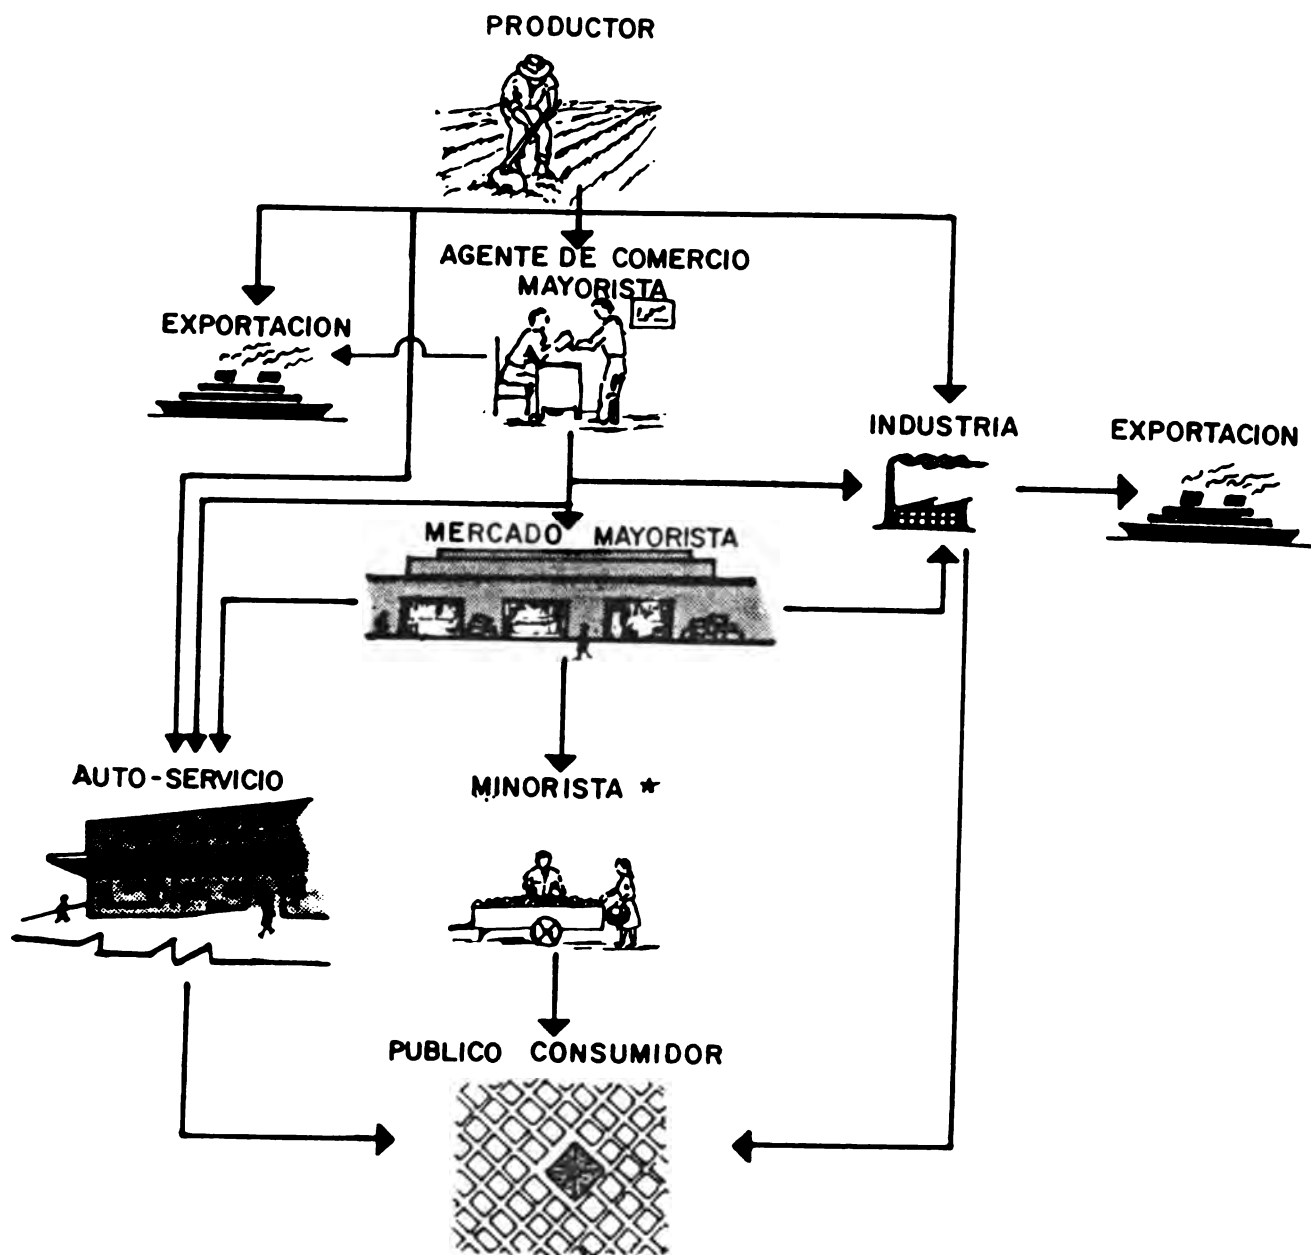 PRODUCTOR
AGENTE DE COMERCIO
MAYORISTA
EXPORTACION
INDUSTRIA
EXPORTACION
MERCADO MAYORISTA
AUTO-SERVICIO
MINORISTA *
PUBLICO CONSUMIDOR